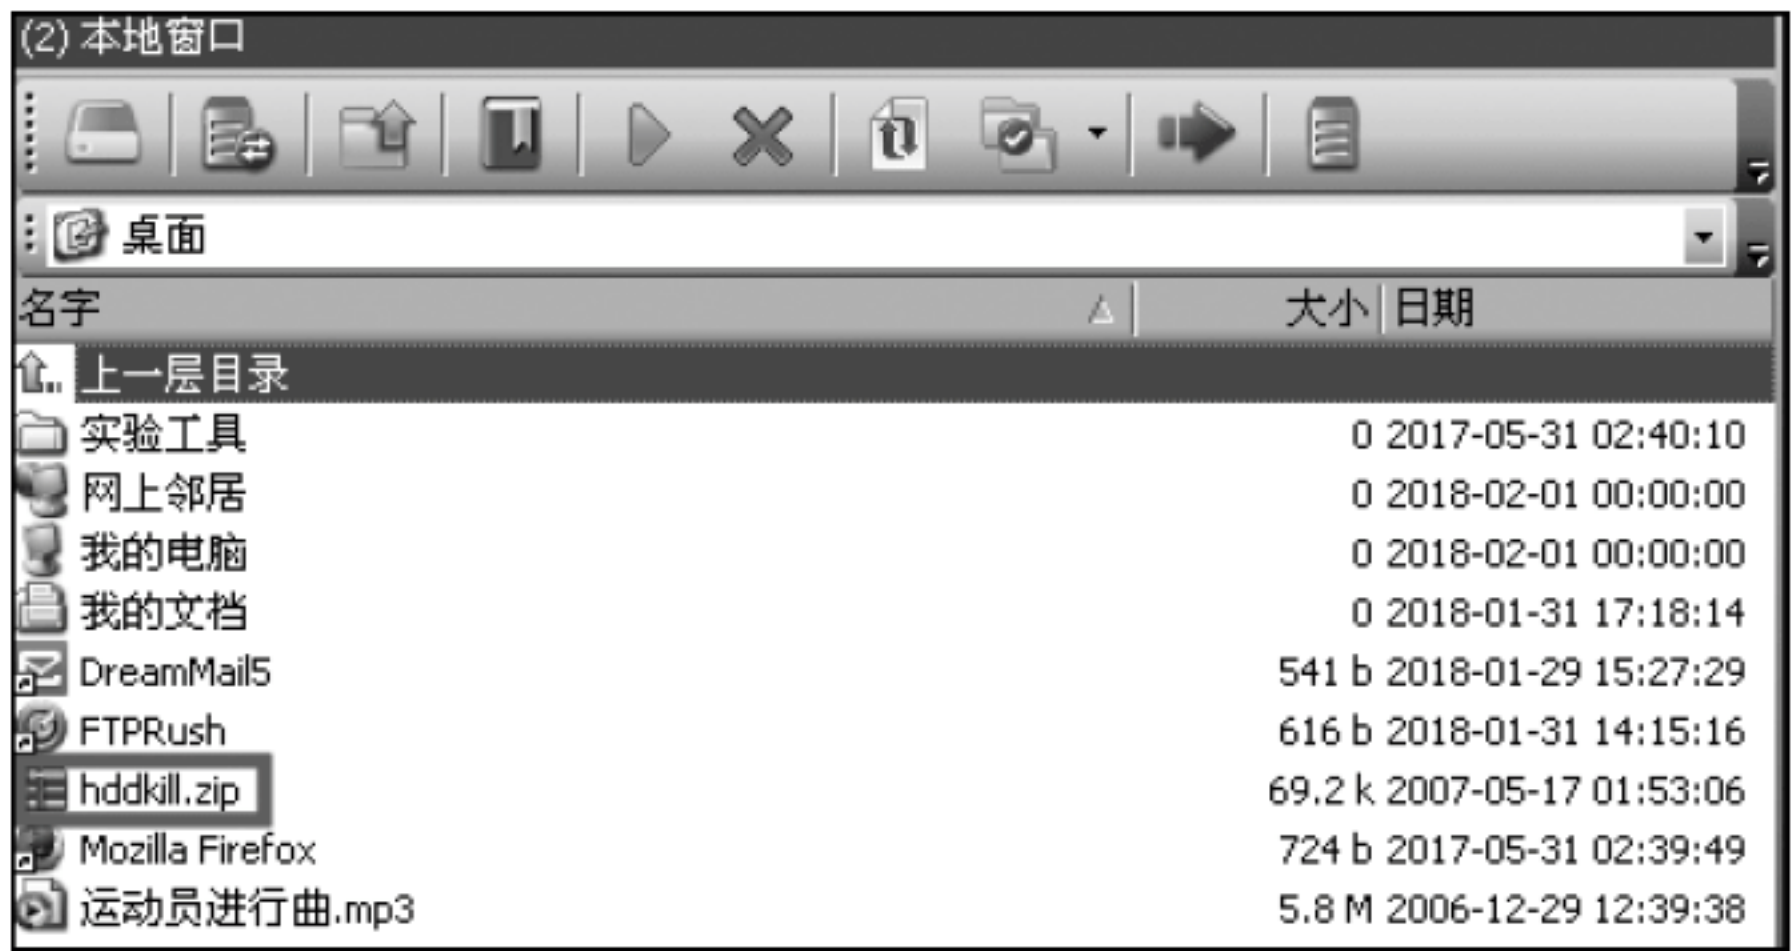 (2) 本地窗口
桌面
名字 大小 日期
上一层目录
实验工具 0 2017-05-31 02:40:10
网上邻居 0 2018-02-01 00:00:00
我的电脑 0 2018-02-01 00:00:00
我的文档 0 2018-01-31 17:18:14
DreamMail5 541 b 2018-01-29 15:27:29
FTPRush 616 b 2018-01-31 14:15:16
hddkill.zip 69.2 k 2007-05-17 01:53:06
Mozilla Firefox 724 b 2017-05-31 02:39:49
运动员进行曲.mp3 5.8 M 2006-12-29 12:39:38